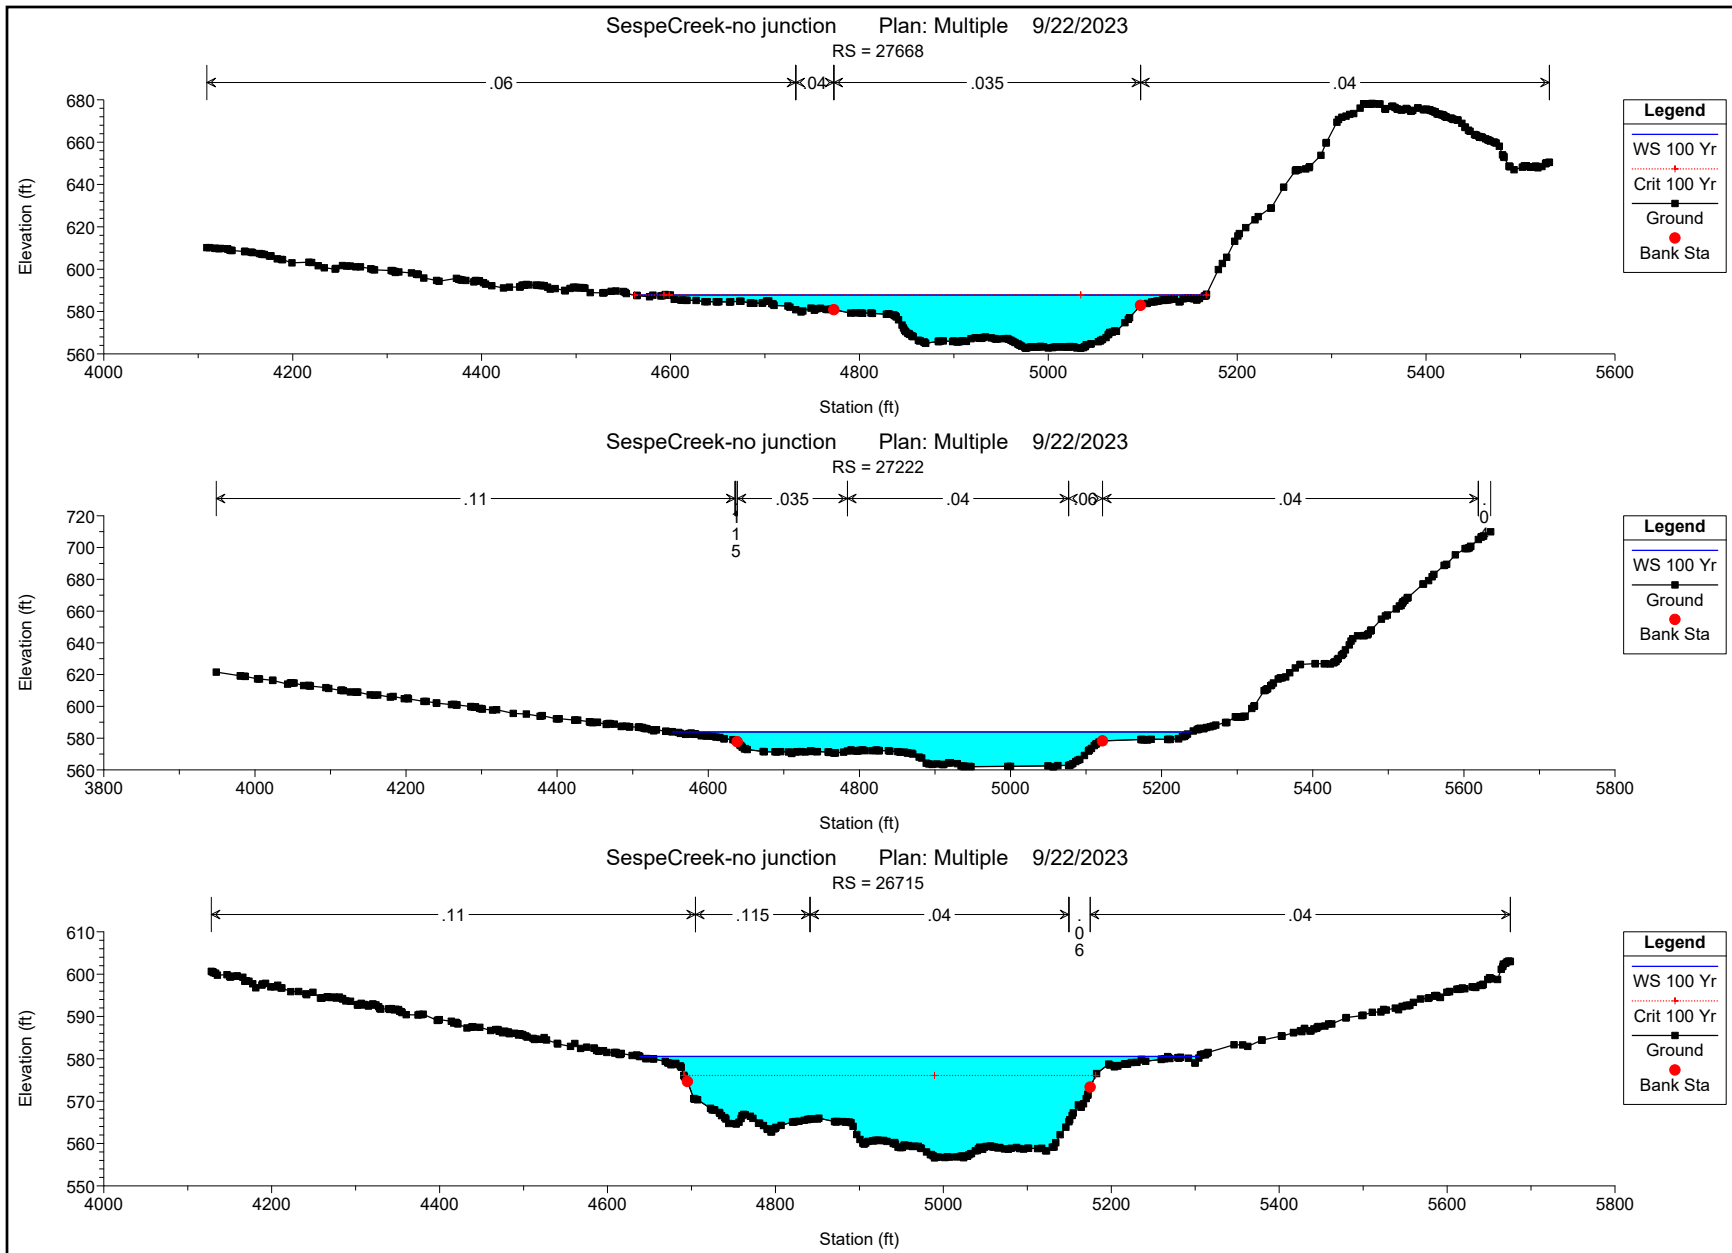 SespeCreek-no junction Plan: Multiple 9/22/2023
RS = 27668
.06 .04 .035 .04
Legend
WS 100 Yr
Crit 100 Yr
Ground
Bank Sta
Elevation (ft)
680
660
640
620
600
580
560
4000 4200 4400 4600 4800 5000 5200 5400 5600
Station (ft)
SespeCreek-no junction Plan: Multiple 9/22/2023
RS = 27222
.11 .035 .04 .06 .04
Legend
WS 100 Yr
Ground
Bank Sta
Elevation (ft)
720
700
680
660
640
620
600
580
560
3800 4000 4200 4400 4600 4800 5000 5200 5400 5600 5800
Station (ft)
SespeCreek-no junction Plan: Multiple 9/22/2023
RS = 26715
.11 .115 .04 .06 .04
Legend
WS 100 Yr
Crit 100 Yr
Ground
Bank Sta
Elevation (ft)
610
600
590
580
570
560
550
4000 4200 4400 4600 4800 5000 5200 5400 5600 5800
Station (ft)